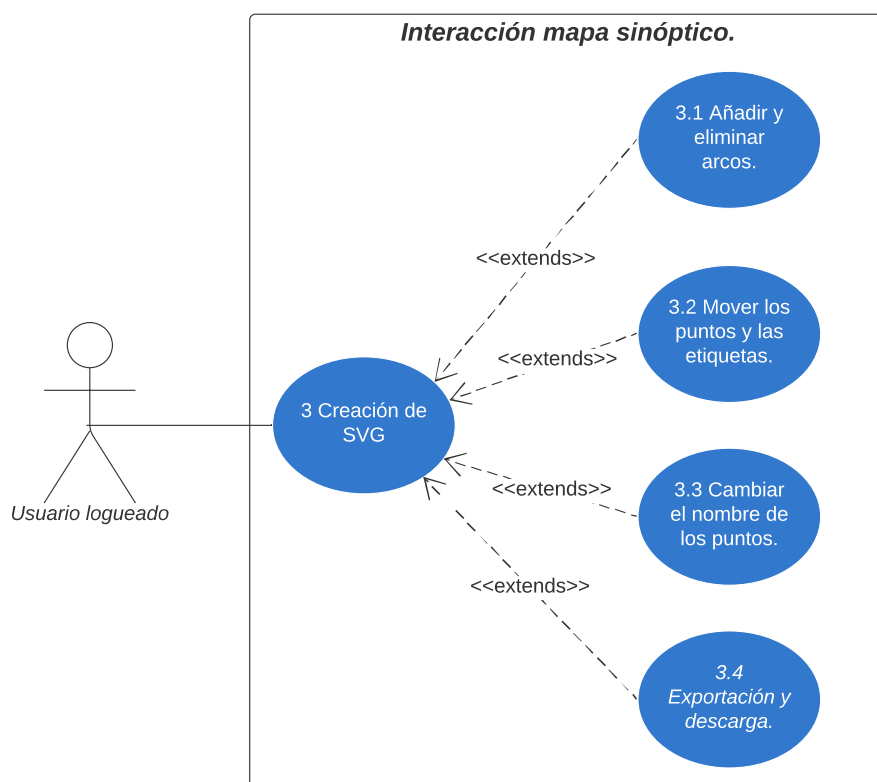 Interacción mapa sinóptico.
3.1 Añadir y
eliminar
arcos.
<<extends>>
3.2 Mover los
puntos y las
etiquetas.
<<extends>>
3 Creación de
SVG
Usuario logueado
<<extends>>
3.3 Cambiar
el nombre de
los puntos.
<<extends>>
3.4
Exportación y
descarga.